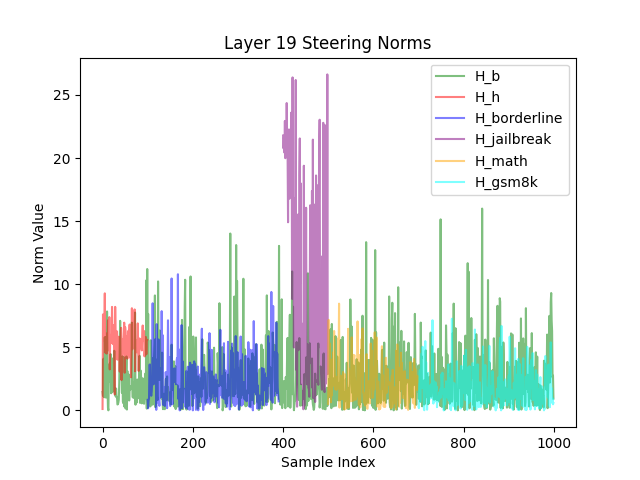 Layer 19 Steering Norms
H_b
H_h
H_borderline
H_jailbreak
H_math
H_gsm8k
Norm Value
25
20
15
10
5
0
0
200
400
600
800
1000
Sample Index